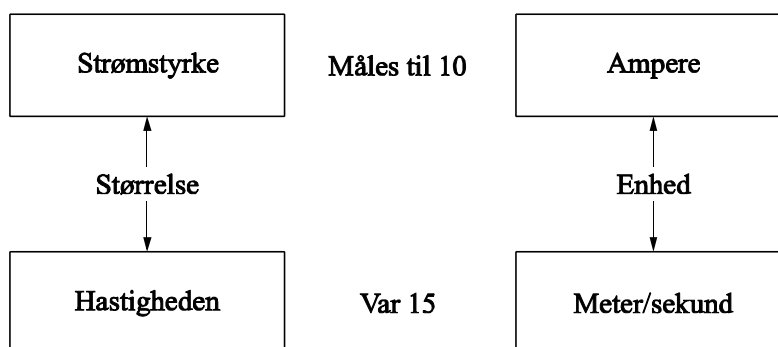 Strømstyrke Måles til 10 Ampere
Størrelse Enhed
Hastigheden Var 15 Meter/sekund